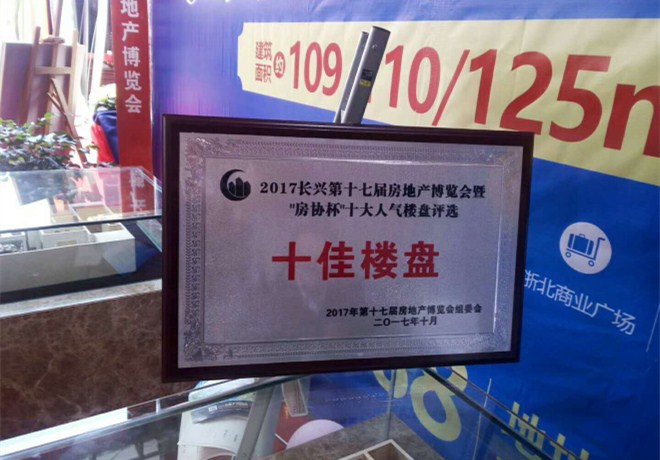 地产博览会
建筑
面积
约
109 110/125m
2017长兴第十七届房地产博览会暨
"房协杯"十大人气楼盘评选
十佳楼盘
2017年第十七届房地产博览会组委会
二〇一七年十月
浙北商业广场